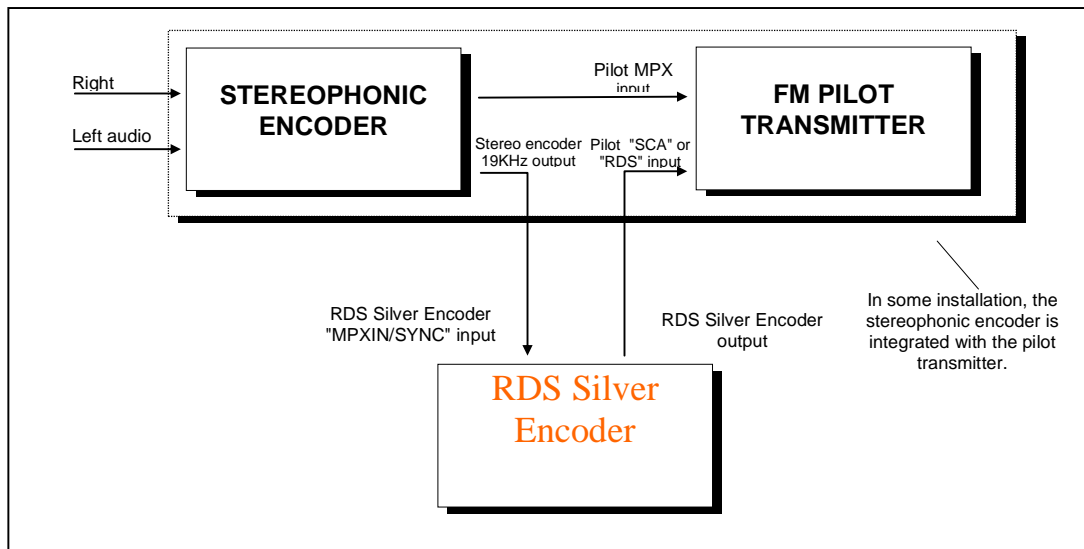 Right
Left audio
STEREOPHONIC
ENCODER
Pilot MPX
input
FM PILOT
TRANSMITTER
Stereo encoder
19KHz output
Pilot "SCA" or
"RDS" input
RDS Silver Encoder
"MPXIN/SYNC" input
RDS Silver Encoder
output
In some installation, the
stereophonic encoder is
integrated with the pilot
transmitter.
RDS Silver
Encoder